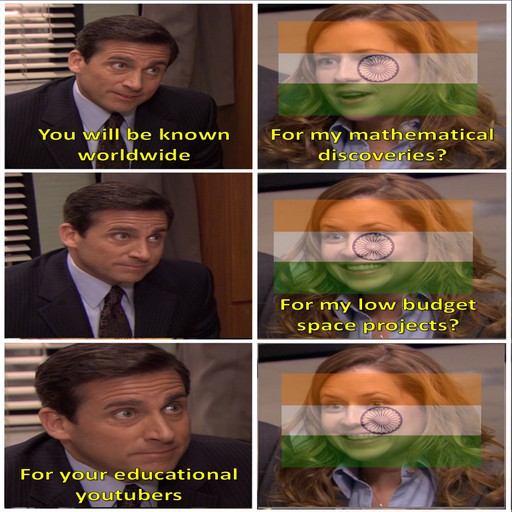 You will be known
worldwide
For my mathematical
discoveries?
For my low budget
space projects?
For your educational
youtubers